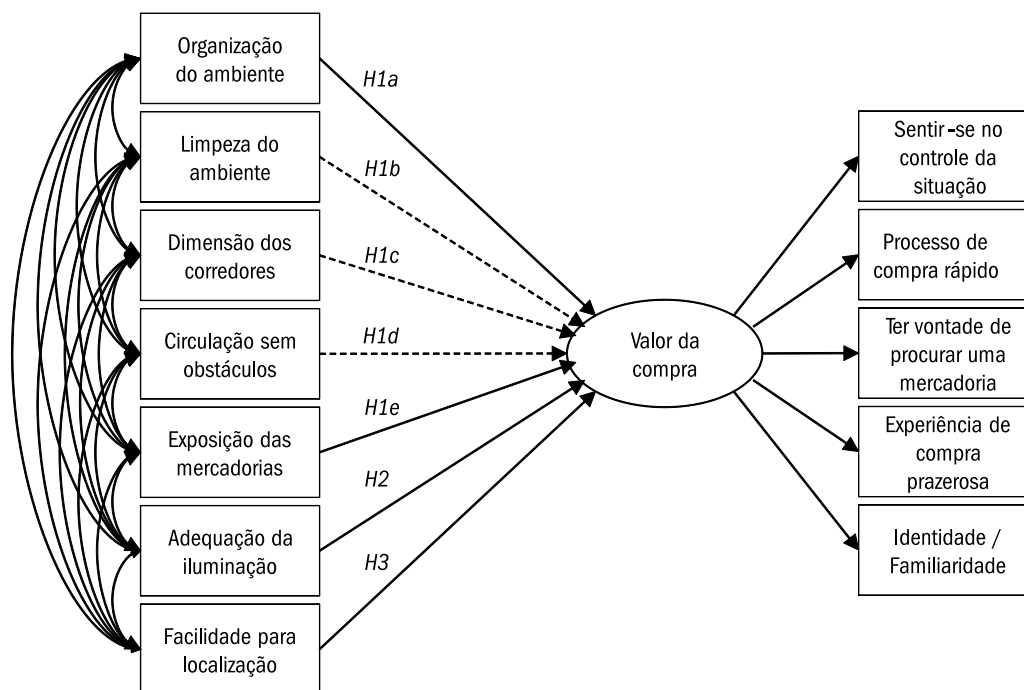 Organização
do ambiente
H1a
Limpeza do
ambiente
H1b
Dimensão dos
corredores
H1c
Circulação sem
obstáculos
H1d
Exposição das
mercadorias
H1e
Adequação da
iluminação
H2
Facilidade para
localização
H3
Valor da
compra
Sentir-se no
controle da
situação
Processo de
compra rápido
Ter vontade de
procurar uma
mercadoria
Experiência de
compra
prazerosa
Identidade /
Familiaridade